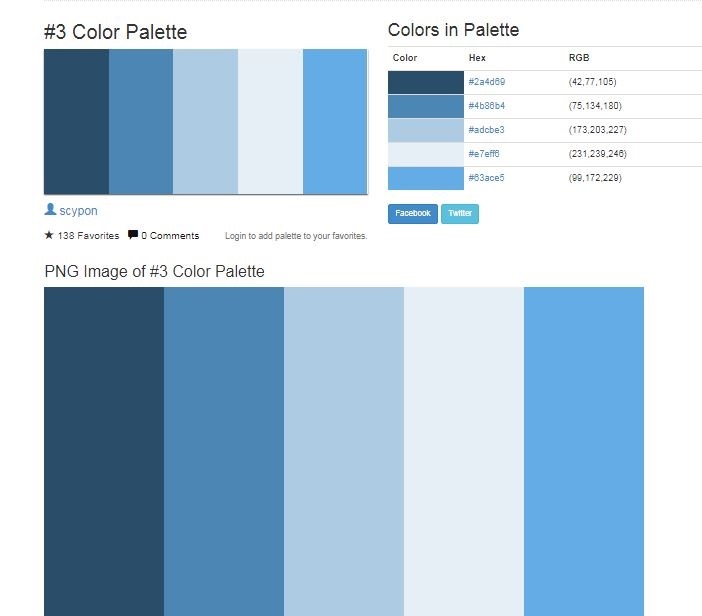 #3 Color Palette
scypon
138 Favorites 0 Comments Login to add palette to your favorites.
Colors in Palette
Color Hex RGB
#2a4d69 (42,77,105)
#4b86b4 (75,134,180)
#adcbe3 (173,203,227)
#e7eff6 (231,239,246)
#63ace5 (99,172,229)
Facebook Twitter
PNG Image of #3 Color Palette